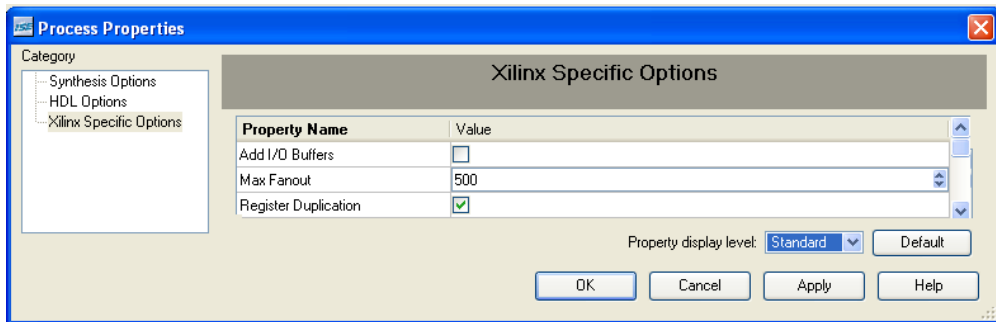 ISE Process Properties
Category
Synthesis Options
HDL Options
Xilinx Specific Options
Xilinx Specific Options
Property Name Value
Add I/O Buffers
Max Fanout 500
Register Duplication
Property display level: Standard Default
OK Cancel Apply Help